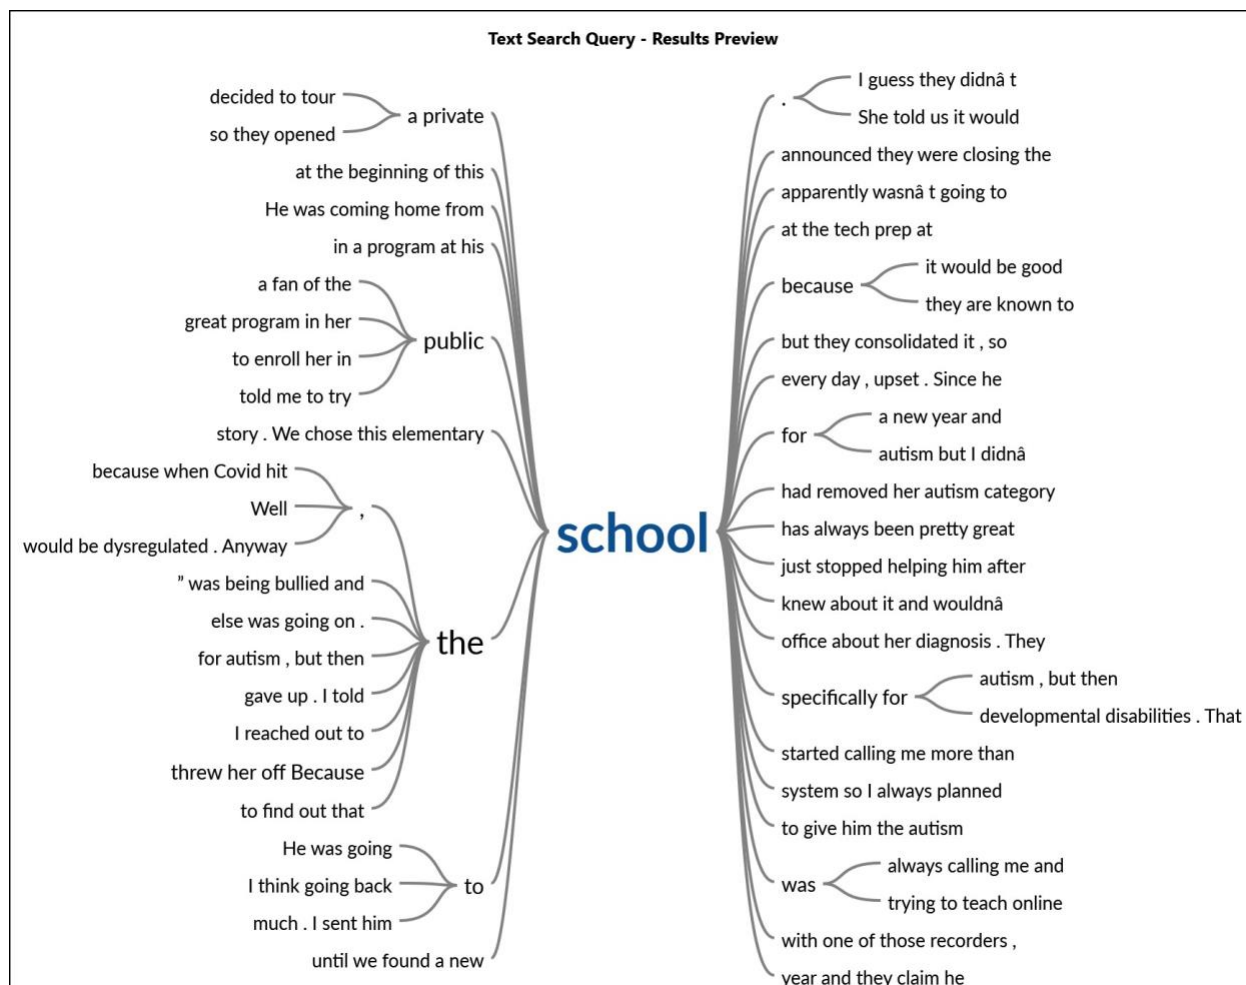 Text Search Query - Results Preview
decided to tour
so they opened
a private
at the beginning of this
He was coming home from
in a program at his
a fan of the
great program in her
to enroll her in
told me to try
public
story . We chose this elementary
because when Covid hit
Well
would be dysregulated . Anyway
,
” was being bullied and
else was going on .
for autism , but then
gave up . I told
I reached out to
threw her off Because
to find out that
the
He was going
I think going back
much . I sent him
to
until we found a new
school
.
I guess they didnâ t
She told us it would
announced they were closing the
apparently wasnâ t going to
at the tech prep at
because
it would be good
they are known to
but they consolidated it , so
every day , upset . Since he
for
a new year and
autism but I didnâ
had removed her autism category
has always been pretty great
just stopped helping him after
knew about it and wouldnâ
office about her diagnosis . They
specifically for
autism , but then
developmental disabilities . That
started calling me more than
system so I always planned
to give him the autism
was
always calling me and
trying to teach online
with one of those recorders ,
year and they claim he